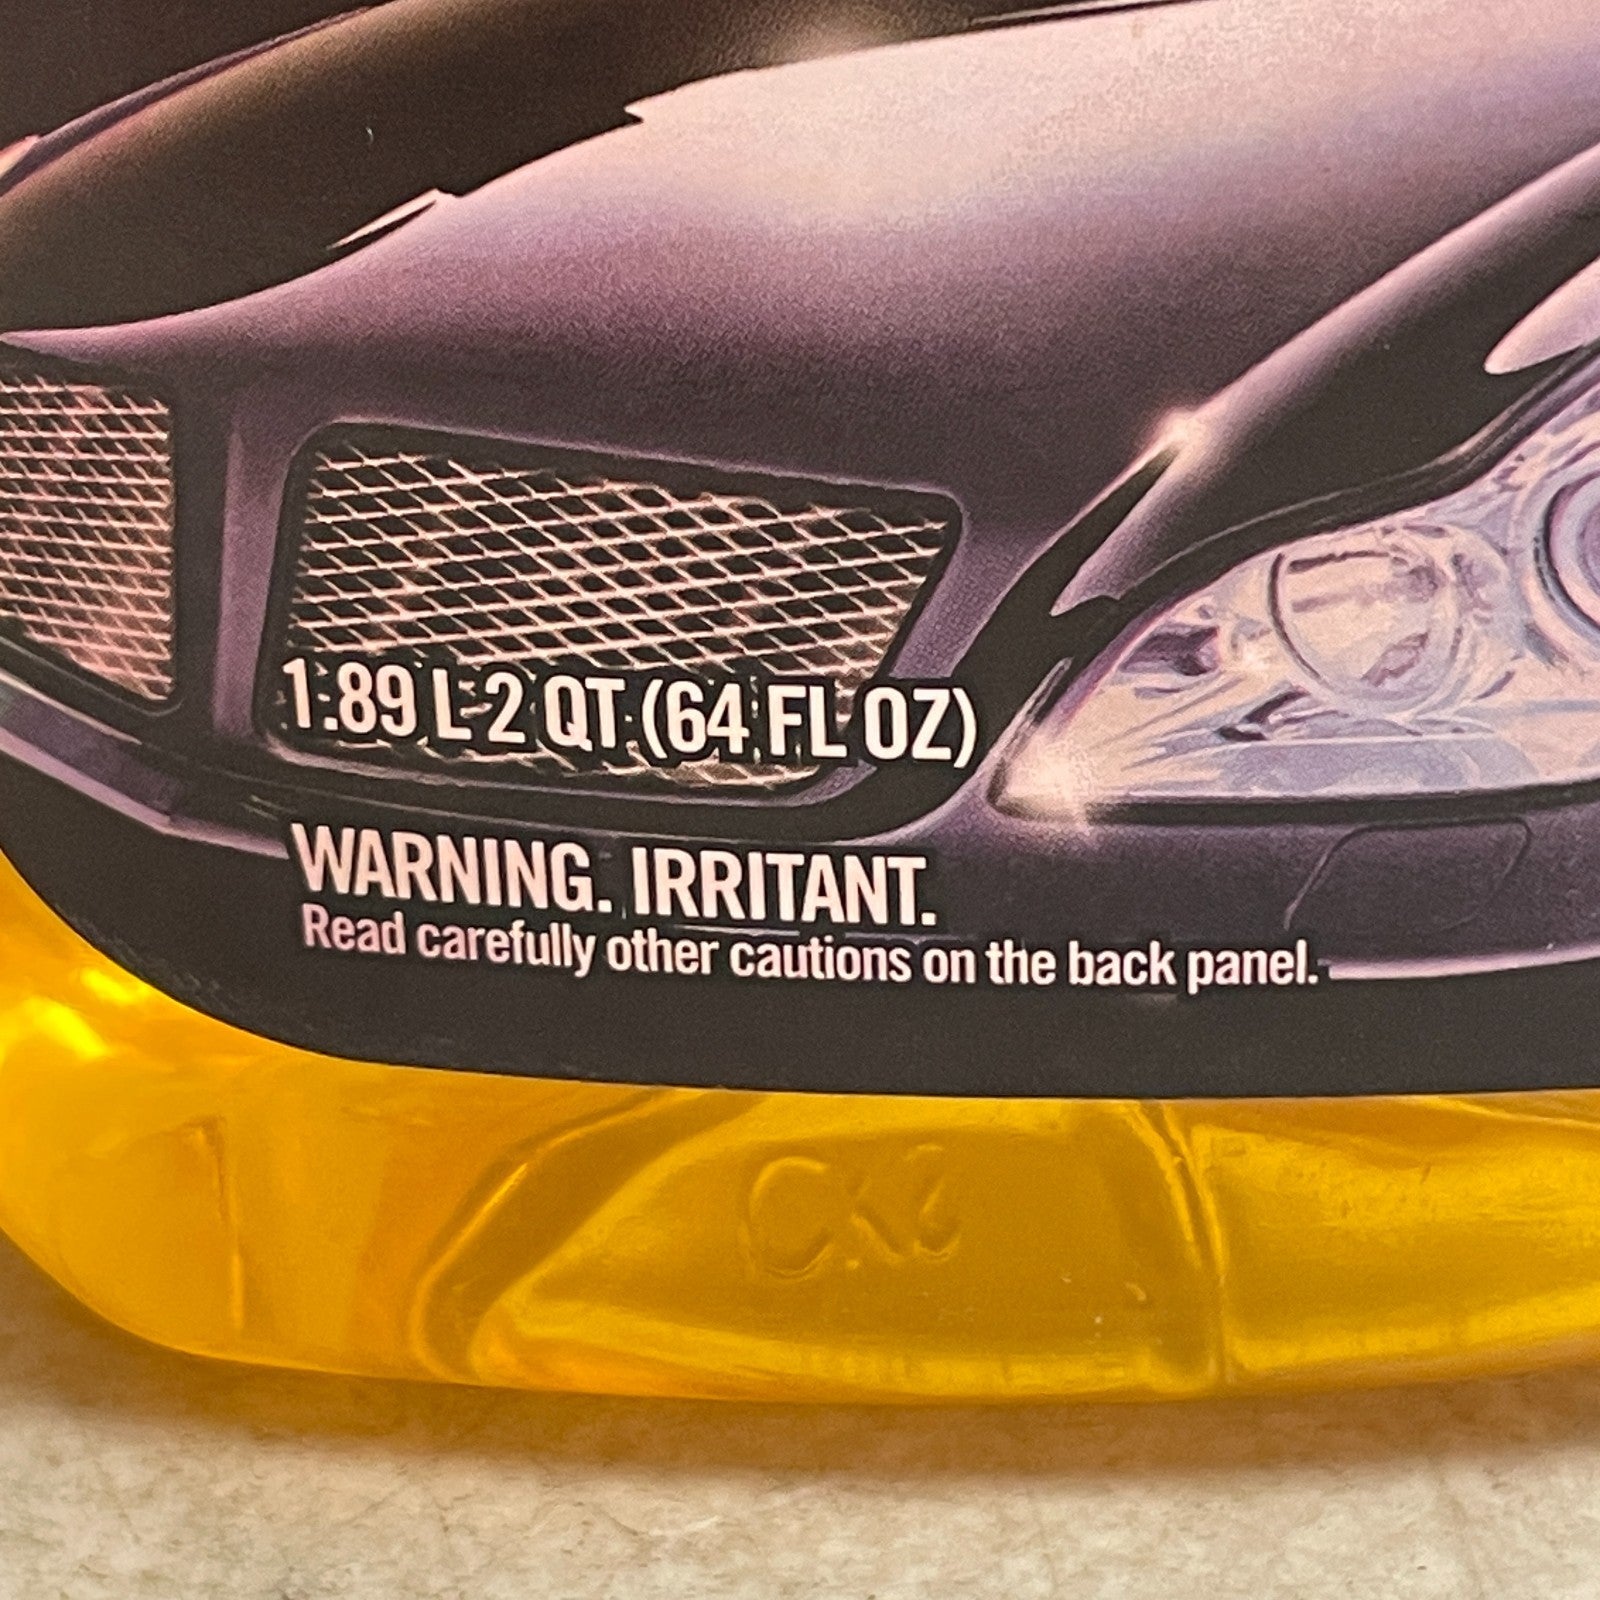 1.89 L-2 QT (64 FL OZ)
WARNING. IRRITANT.
Read carefully other cautions on the back panel.